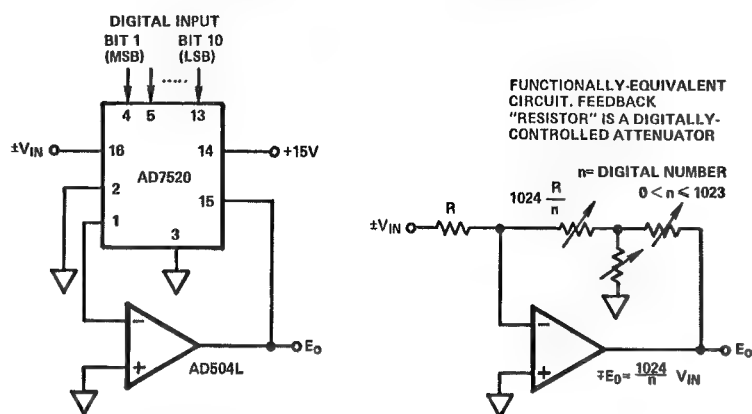 DIGITAL INPUT
BIT 1 BIT 10
(MSB) ..... (LSB)
4 5 13
±VIN 16 14 +15V
AD7520
2 15
1
3
−
+
AD504L
EO
FUNCTIONALLY-EQUIVALENT
CIRCUIT. FEEDBACK
"RESISTOR" IS A DIGITALLY-
CONTROLLED ATTENUATOR
n= DIGITAL NUMBER
0 < n ≤ 1023
1024 R/n
R
±VIN
−
+
EO
∓EO = 1024/n VIN